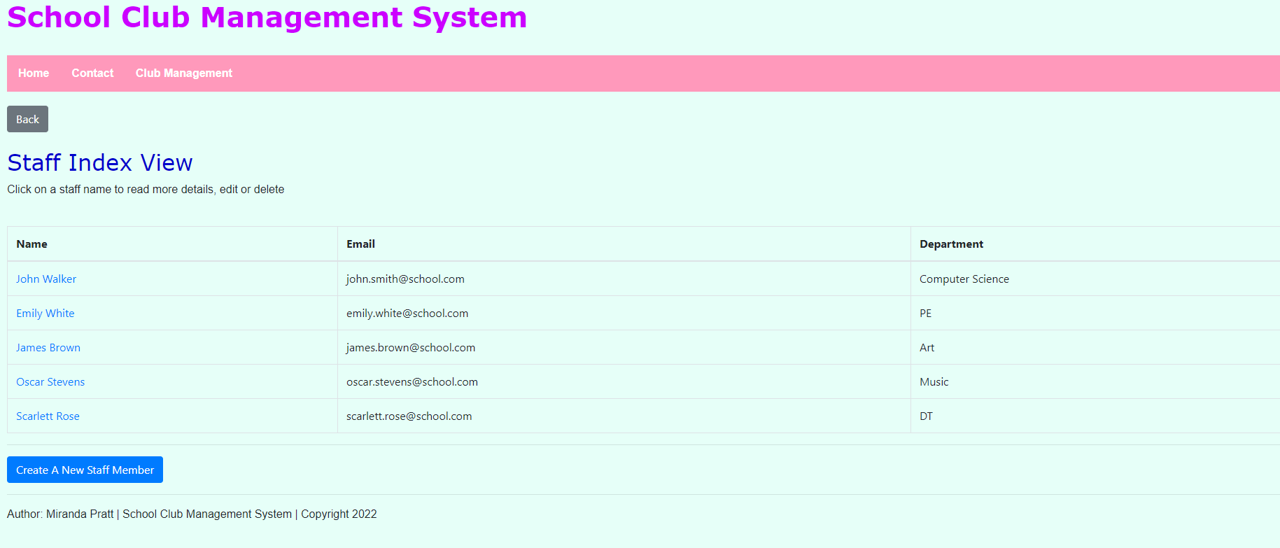 School Club Management System
Home Contact Club Management
Back
Staff Index View
Click on a staff name to read more details, edit or delete
Name Email Department
John Walker john.smith@school.com Computer Science
Emily White emily.white@school.com PE
James Brown james.brown@school.com Art
Oscar Stevens oscar.stevens@school.com Music
Scarlett Rose scarlett.rose@school.com DT
Create A New Staff Member
Author: Miranda Pratt | School Club Management System | Copyright 2022